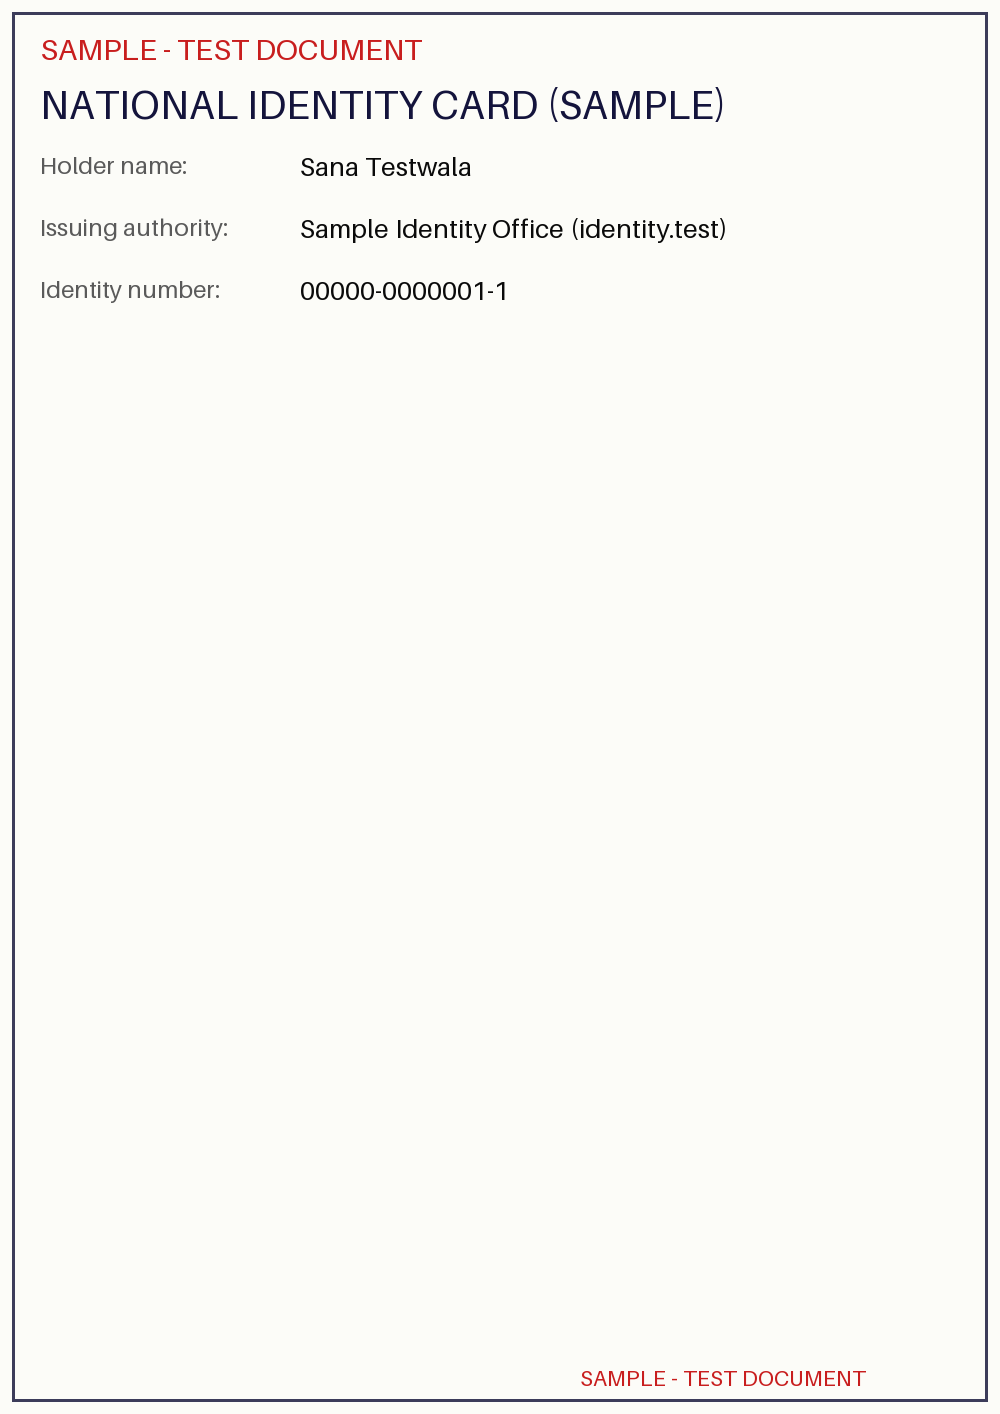 SAMPLE - TEST DOCUMENT
NATIONAL IDENTITY CARD (SAMPLE)
Holder name: Sana Testwala
Issuing authority: Sample Identity Office (identity.test)
Identity number: 00000-0000001-1
SAMPLE - TEST DOCUMENT